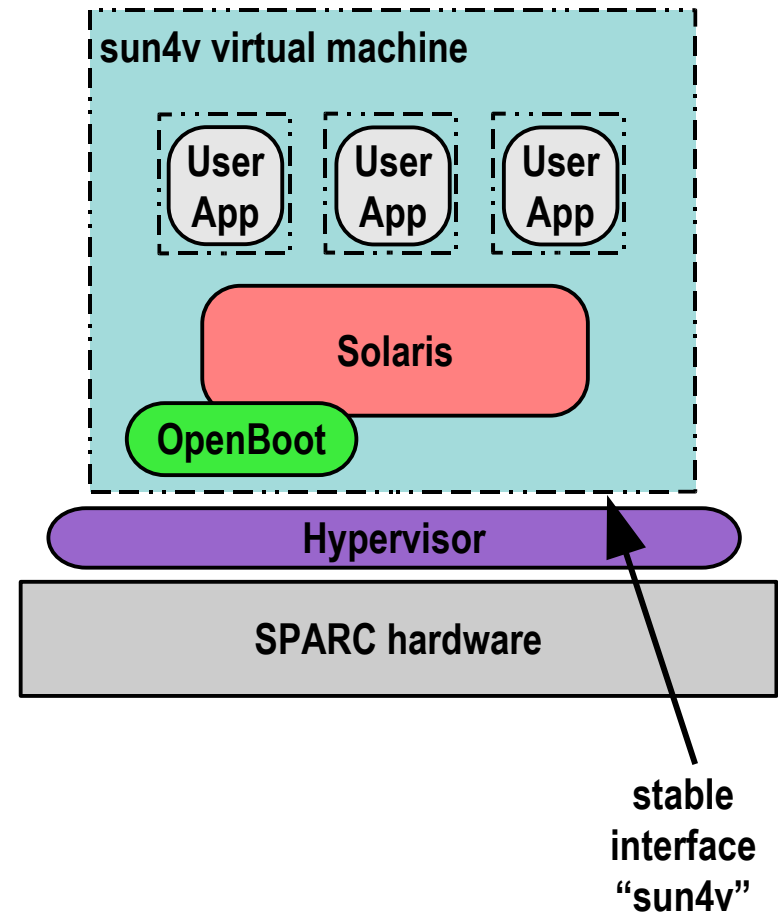 sun4v virtual machine
User
App
User
App
User
App
Solaris
OpenBoot
Hypervisor
SPARC hardware
stable
interface
“sun4v”